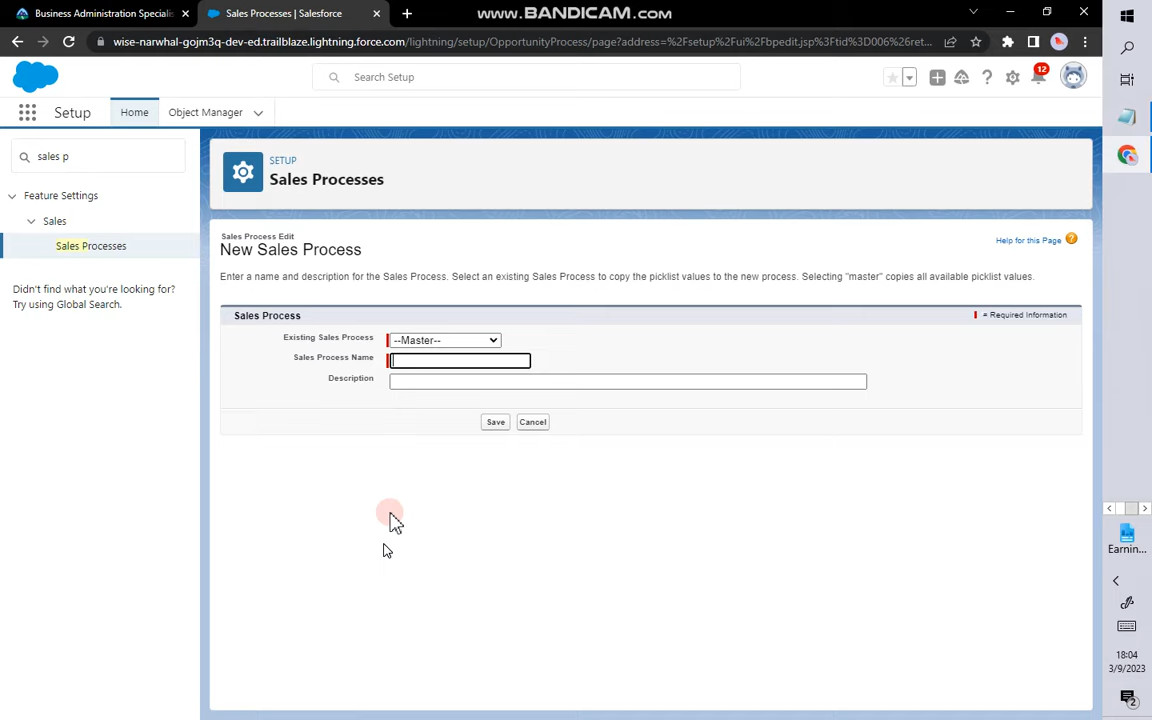 Business Administration Specialis
Sales Processes | Salesforce
www.BANDICAM.com
wise-narwhal-gojm3q-dev-ed.trailblaze.lightning.force.com/lightning/setup/OpportunityProcess/page?address=%2Fsetup%2Fui%2Fbpedit.jsp%3Ftid%3D006%26ret...
Search Setup
12
Setup
Home
Object Manager
sales p
Feature Settings
Sales
Sales Processes
Didn't find what you're looking for?
Try using Global Search.
SETUP
Sales Processes
Sales Process Edit
New Sales Process
Help for this Page
Enter a name and description for the Sales Process. Select an existing Sales Process to copy the picklist values to the new process. Selecting "master" copies all available picklist values.
Sales Process
= Required Information
Existing Sales Process
--Master--
Sales Process Name
Description
Save
Cancel
Earnin...
18:04
3/9/2023
2